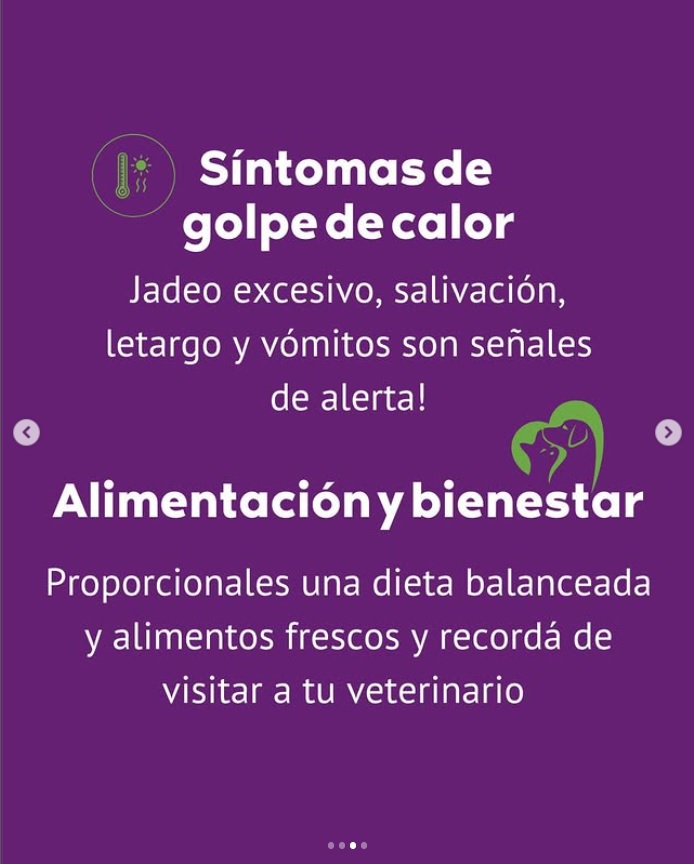 Síntomas de
golpe de calor
Jadeo excesivo, salivación,
letargo y vómitos son señales
de alerta!
Alimentación y bienestar
Proporcionales una dieta balanceada
y alimentos frescos y recordá de
visitar a tu veterinario